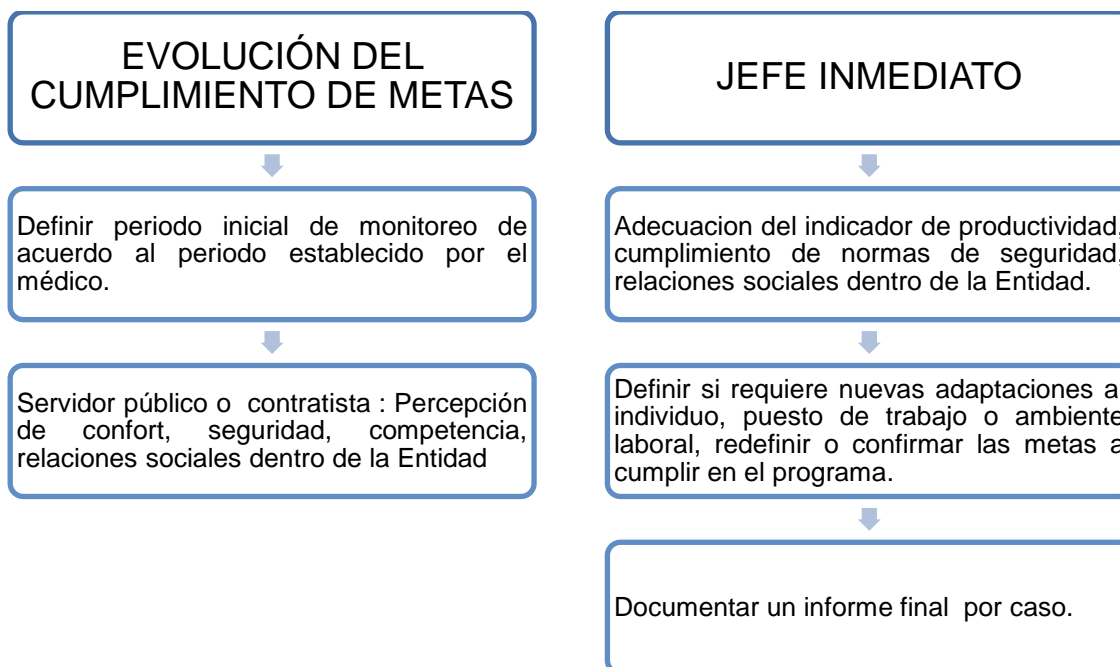 EVOLUCIÓN DEL
CUMPLIMIENTO DE METAS
Definir periodo inicial de monitoreo de
acuerdo al periodo establecido por el
médico.
Servidor público o contratista : Percepción
de confort, seguridad, competencia,
relaciones sociales dentro de la Entidad
JEFE INMEDIATO
Adecuacion del indicador de productividad,
cumplimiento de normas de seguridad,
relaciones sociales dentro de la Entidad.
Definir si requiere nuevas adaptaciones a
individuo, puesto de trabajo o ambiente
laboral, redefinir o confirmar las metas a
cumplir en el programa.
Documentar un informe final por caso.